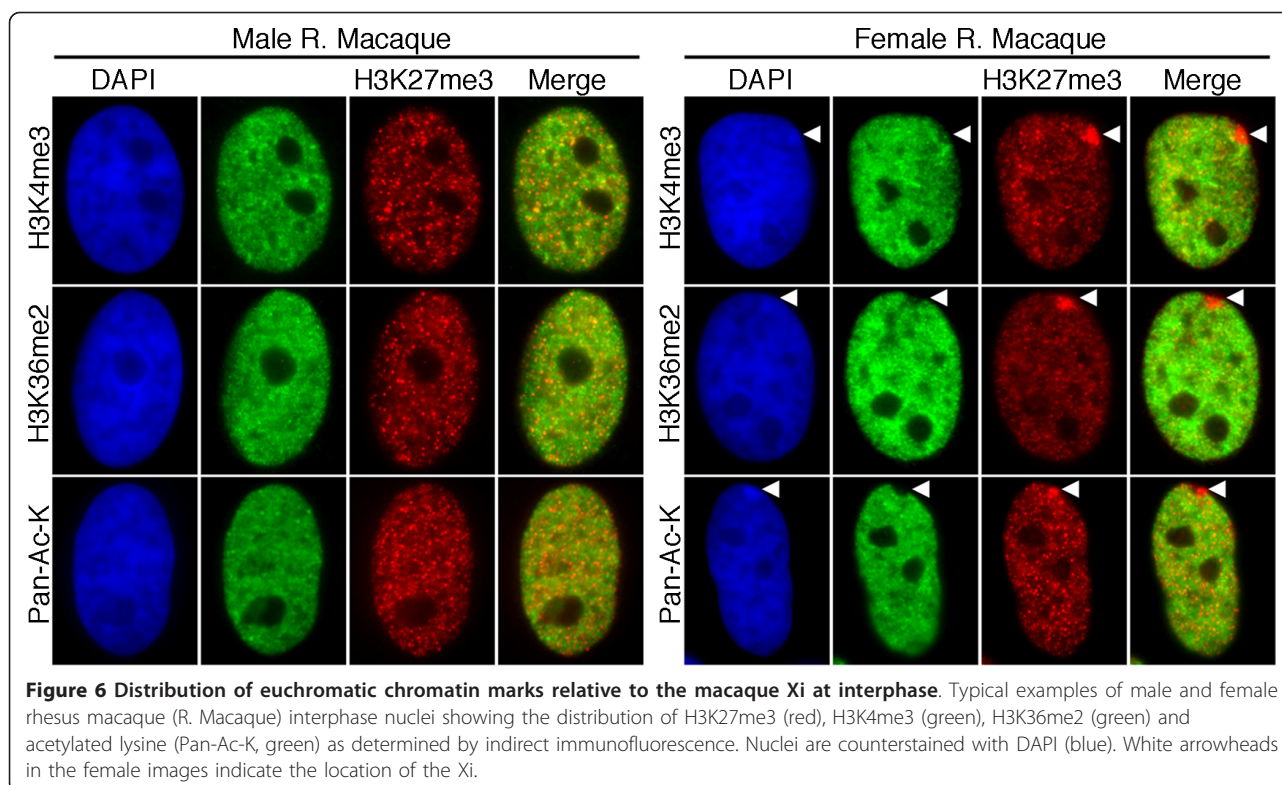 Male R. Macaque
Female R. Macaque
DAPI H3K27me3 Merge
DAPI H3K27me3 Merge
H3K4me3
H3K4me3
H3K36me2
H3K36me2
Pan-Ac-K
Pan-Ac-K
Figure 6 Distribution of euchromatic chromatin marks relative to the macaque Xi at interphase. Typical examples of male and female
rhesus macaque (R. Macaque) interphase nuclei showing the distribution of H3K27me3 (red), H3K4me3 (green), H3K36me2 (green) and
acetylated lysine (Pan-Ac-K, green) as determined by indirect immunofluorescence. Nuclei are counterstained with DAPI (blue). White arrowheads
in the female images indicate the location of the Xi.